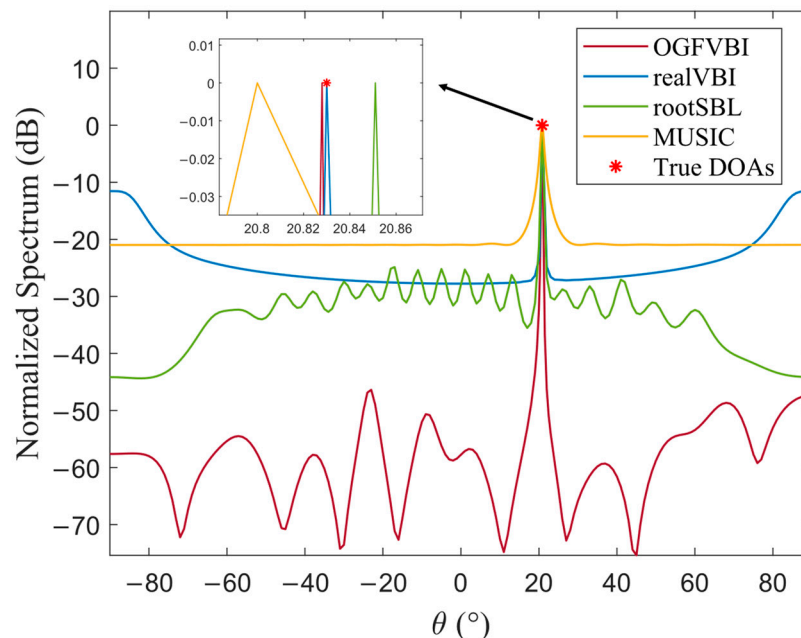 20
10
0
−10
−20
−30
−40
−50
−60
−70
Normalized Spectrum (dB)
0.01
0
−0.01
−0.02
−0.03
20.8 20.82 20.84 20.86
OGFVBI
realVBI
rootSBL
MUSIC
True DOAs
−80 −60 −40 −20 0 20 40 60 80
θ (°)